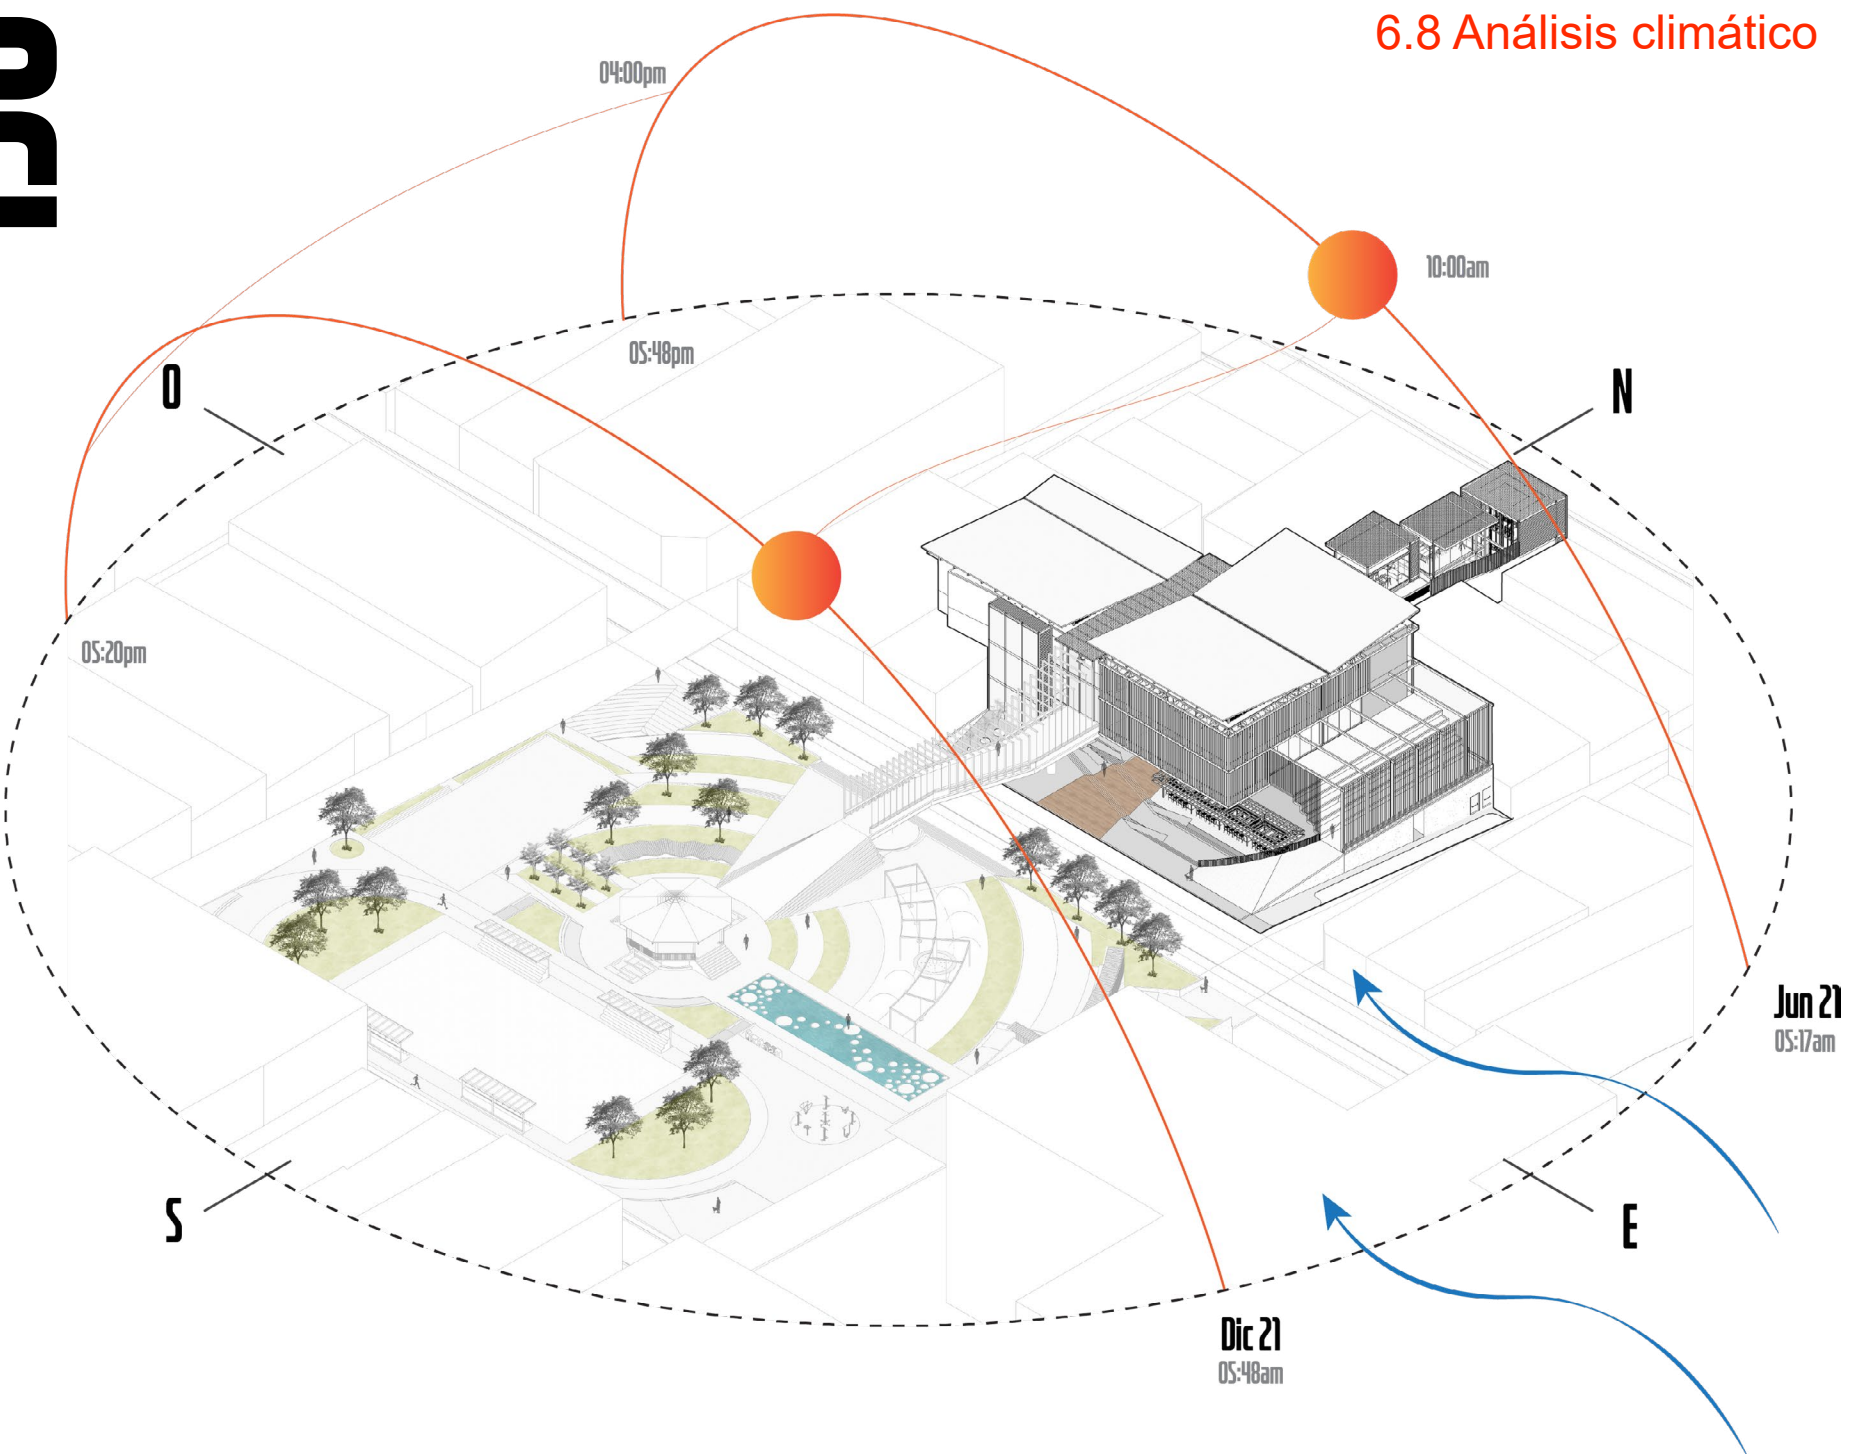 6.8 Análisis climático
04:00pm
10:00am
05:48pm
O
N
05:20pm
Jun 21
05:17am
S
E
Dic 21
05:48am